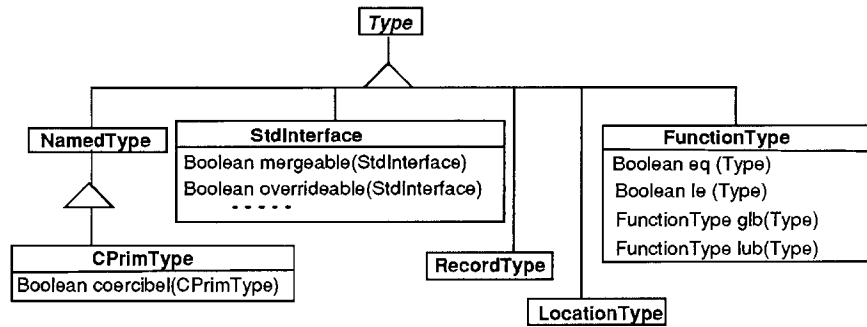 Type
NamedType
StdInterface
Boolean mergeable(StdInterface)
Boolean overrideable(StdInterface)
- - - - -
FunctionType
Boolean eq (Type)
Boolean le (Type)
FunctionType glb(Type)
FunctionType lub(Type)
CPrimType
Boolean coercibel(CPrimType)
RecordType
LocationType